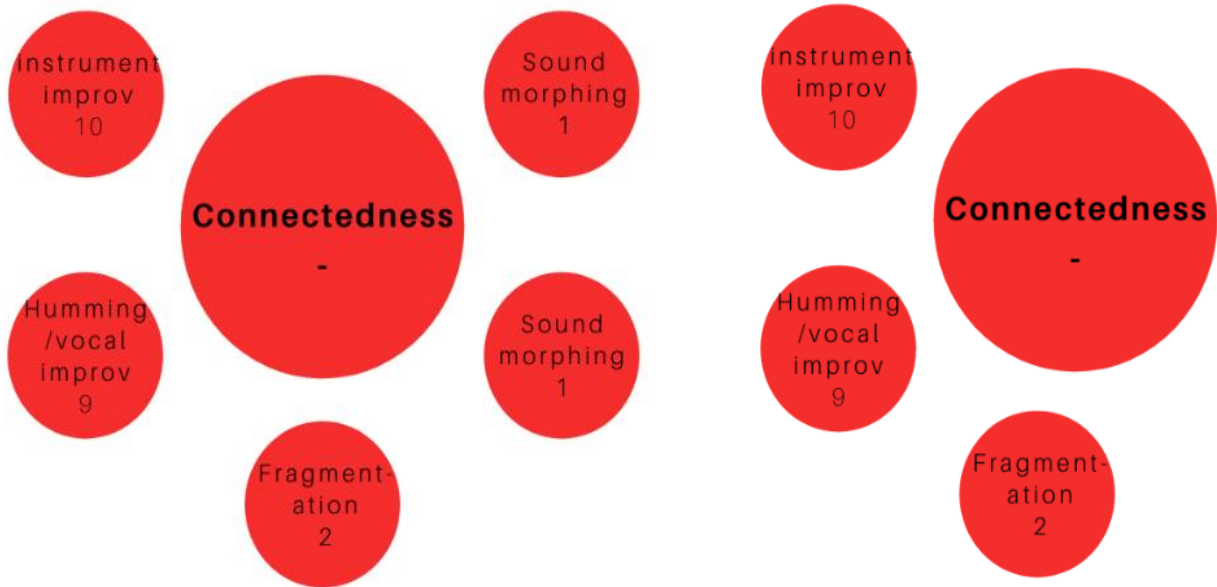 instrument
improv
10
Sound
morphing
1
Connectedness
-
Humming
/vocal
improv
9
Sound
morphing
1
Fragment-
ation
2
instrument
improv
10
Connectedness
-
Humming
/vocal
improv
9
Fragment-
ation
2